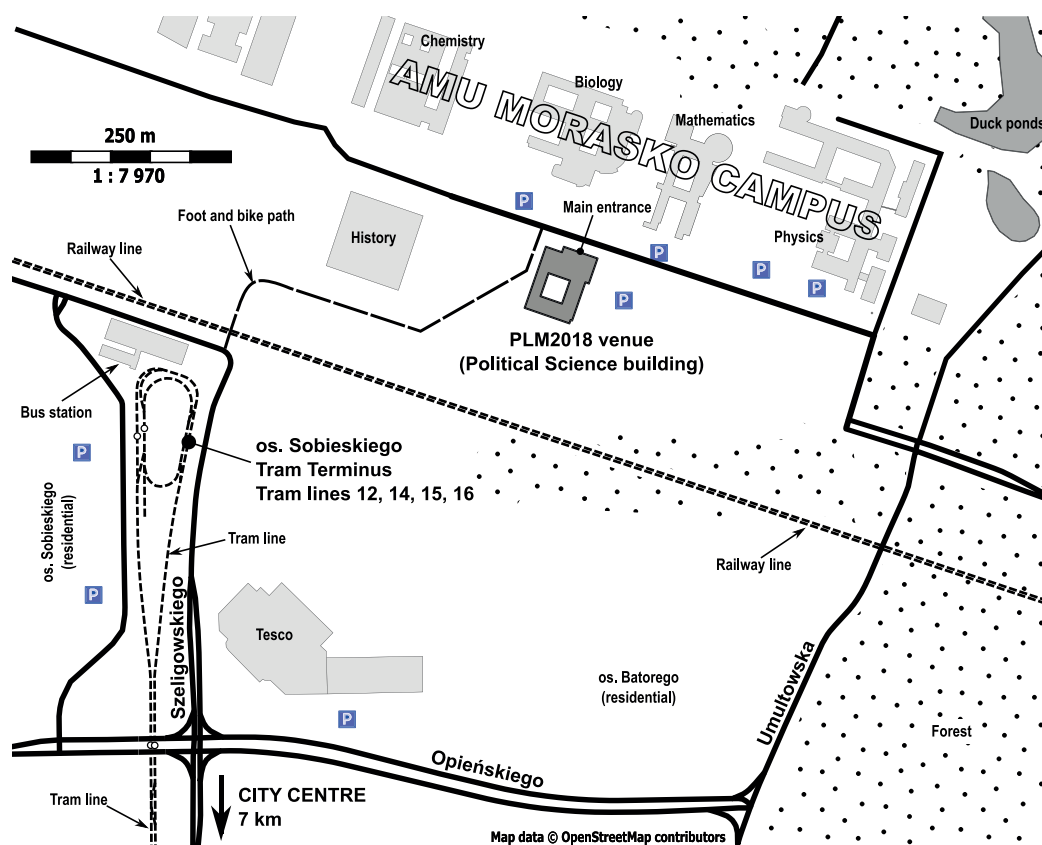 Chemistry
AMU MORASKO CAMPUS
Biology
Mathematics
Duck ponds
250 m
1 : 7 970
P
Main entrance
Foot and bike path
History
Railway line
P
Physics
P
P
P
PLM2018 venue
(Political Science building)
Bus station
P
os. Sobieskiego
Tram Terminus
Tram lines 12, 14, 15, 16
os. Sobieskiego
(residential)
Tram line
Railway line
P
Szeligowskiego
Tesco
os. Batorego
(residential)
Umultowska
P
Forest
Opieńskiego
CITY CENTRE
7 km
Tram line
Map data © OpenStreetMap contributors